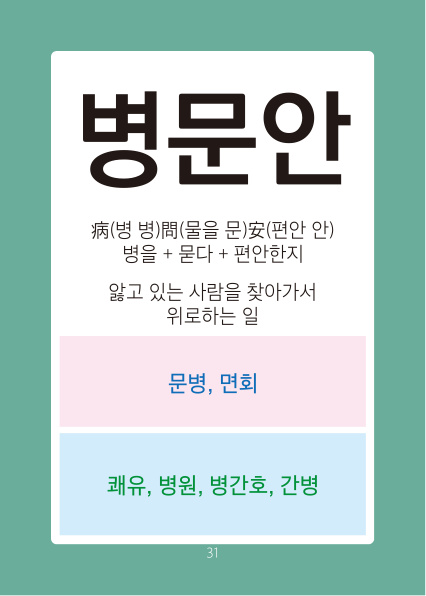 병문안
病(병 병)問(물을 문)安(편안 안)
병을 + 묻다 + 편안한지
앓고 있는 사람을 찾아가서
위로하는 일
문병, 면회
쾌유, 병원, 병간호, 간병
31